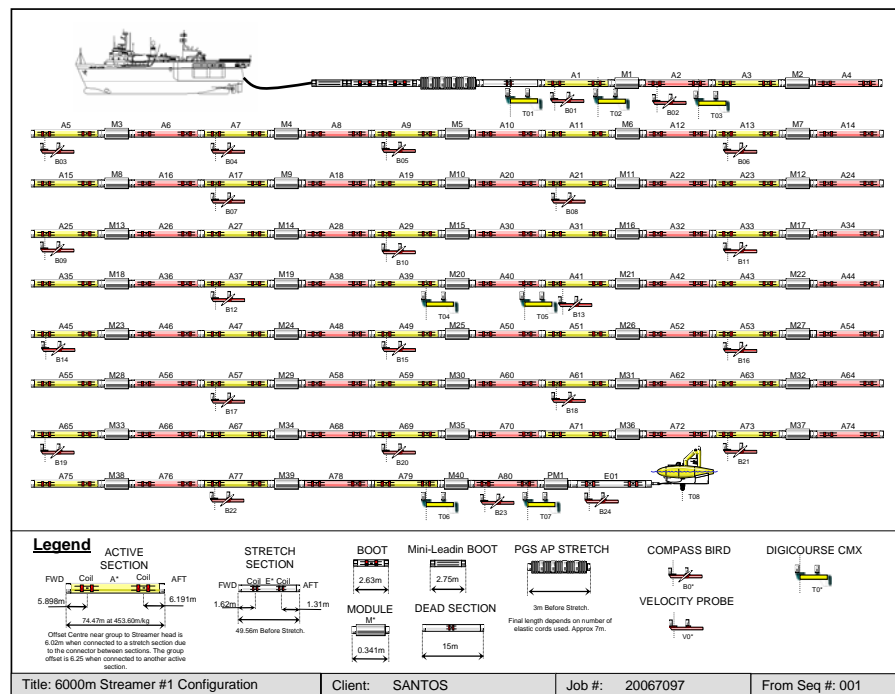 A1 M1 A2 A3 M2 A4
T01 B01 T02 B02 T03
A5 M3 A6 A7 M4 A8 A9 M5 A10 A11 M6 A12 A13 M7 A14
B03 B04 B05 B06
A15 M8 A16 A17 M9 A18 A19 M10 A20 A21 M11 A22 A23 M12 A24
B07 B08
A25 M13 A26 A27 M14 A28 A29 M15 A30 A31 M16 A32 A33 M17 A34
B09 B10 B11
A35 M18 A36 A37 M19 A38 A39 M20 A40 A41 M21 A42 A43 M22 A44
B12 T04 T05 B13
A45 M23 A46 A47 M24 A48 A49 M25 A50 A51 M26 A52 A53 M27 A54
B14 B15 B16
A55 M28 A56 A57 M29 A58 A59 M30 A60 A61 M31 A62 A63 M32 A64
B17 B18
A65 M33 A66 A67 M34 A68 A69 M35 A70 A71 M36 A72 A73 M37 A74
B19 B20 B21
A75 M38 A76 A77 M39 A78 A79 M40 A80 PM1 E01
B22 T06 B23 T07 B24 T08
Legend
ACTIVE
SECTION
FWD Coil A* Coil AFT
5.898m 6.191m
74.47m at 453.60m/kg
Offset Centre near group to Streamer head is
6.02m when connected to a stretch section due
to the connector between sections. The group
offset is 6.25 when connected to another active
section.
STRETCH
SECTION
FWD Coil E* Coil AFT
1.62m 1.31m
49.56m Before Stretch.
BOOT
2.63m
MODULE
M*
0.341m
Mini-Leadin BOOT
2.75m
DEAD SECTION
15m
PGS AP STRETCH
3m Before Stretch.
Final length depends on number of
elastic cords used. Approx 7m.
COMPASS BIRD
B0*
VELOCITY PROBE
V0*
DIGICOURSE CMX
T0*
Title: 6000m Streamer #1 Configuration
Client: SANTOS
Job #: 20067097
From Seq #: 001